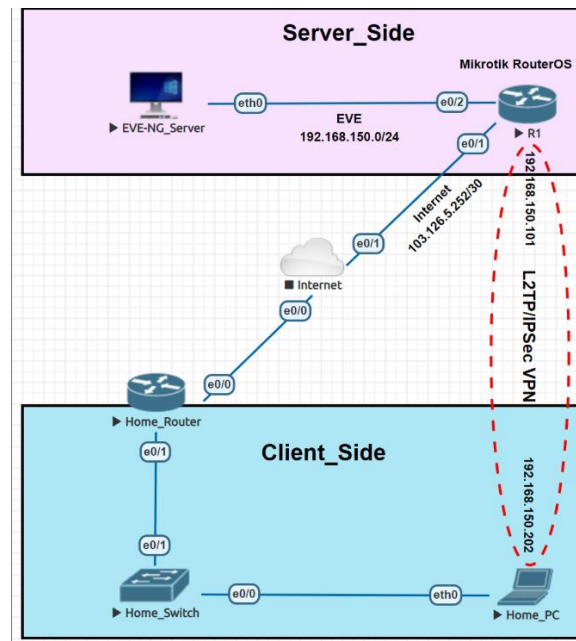 Server_Side
Mikrotik RouterOS
eth0
e0/2
EVE
192.168.150.0/24
EVE-NG_Server
R1
e0/1
192.168.150.101
Internet
103.126.5.252/30
e0/1
Internet
e0/0
L2TP/IPSec VPN
e0/0
Home_Router
Client_Side
e0/1
192.168.150.202
e0/1
e0/0
eth0
Home_Switch
Home_PC